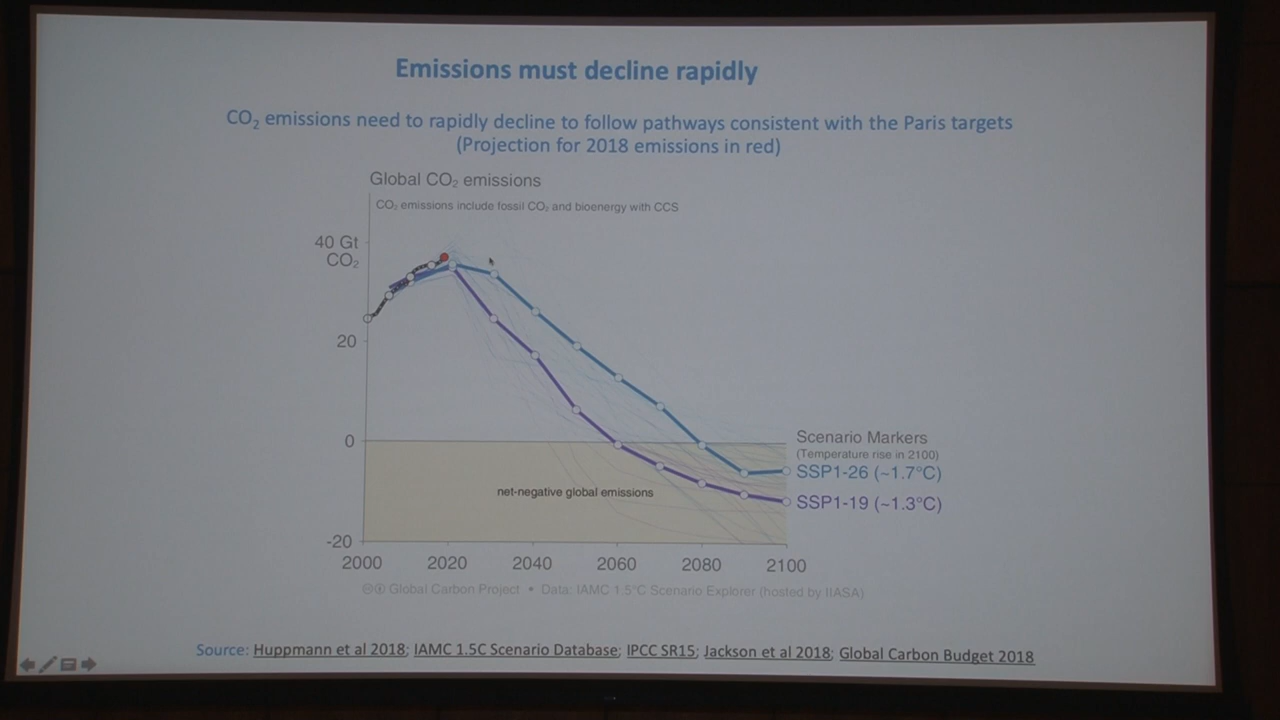 Emissions must decline rapidly
CO₂ emissions need to rapidly decline to follow pathways consistent with the Paris targets
(Projection for 2018 emissions in red)
Global CO₂ emissions
CO₂ emissions include fossil CO₂ and bioenergy with CCS
40 Gt
CO₂
20
0
Scenario Markers
(Temperature rise in 2100)
SSP1-26 (~1.7°C)
net-negative global emissions
SSP1-19 (~1.3°C)
-20
2000 2020 2040 2060 2080 2100
Global Carbon Project • Data: IAMC 1.5°C Scenario Explorer (hosted by IIASA)
Source: Huppmann et al 2018; IAMC 1.5C Scenario Database; IPCC SR15; Jackson et al 2018; Global Carbon Budget 2018